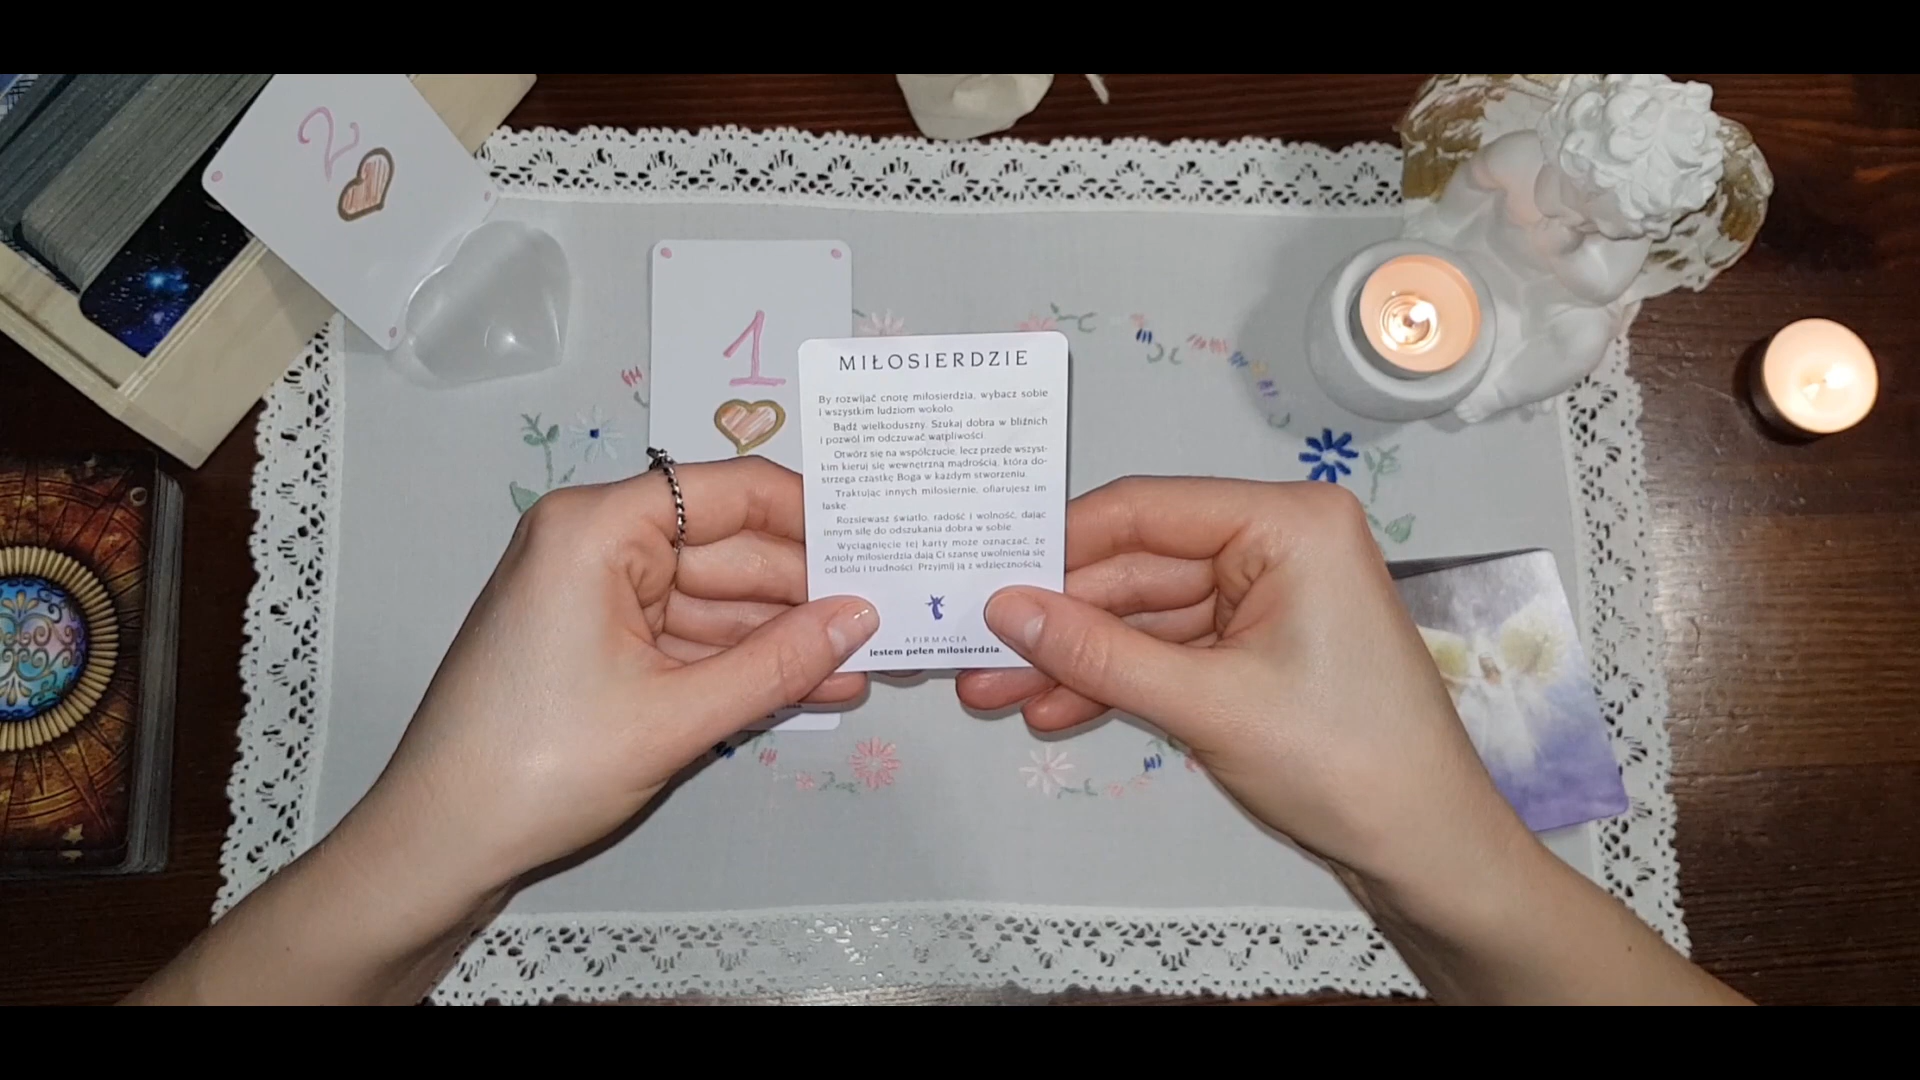 2
1
MIŁOSIERDZIE
By rozwijać cnotę miłosierdzia, wybacz sobie
i wszystkim ludziom wokoło.
Bądź wielkoduszny. Szukaj dobra w bliźnich
i pozwól im odczuwać wątpliwości.
Otwórz się na współczucie, lecz przede wszyst-
kim kieruj się wewnętrzną mądrością, która do-
strzega cząstkę Boga w każdym stworzeniu.
Traktując innych miłosiernie, ofiarujesz im
łaskę.
Rozsiewasz światło, radość i wolność, dając
innym siłę do odszukania dobra w sobie.
Wyciągnięcie tej karty może oznaczać, że
Anioły miłosierdzia dają Ci szansę uwolnienia się
od bólu i trudności. Przyjmij ją z wdzięcznością.
AFIRMACJA
Jestem pełen miłosierdzia.